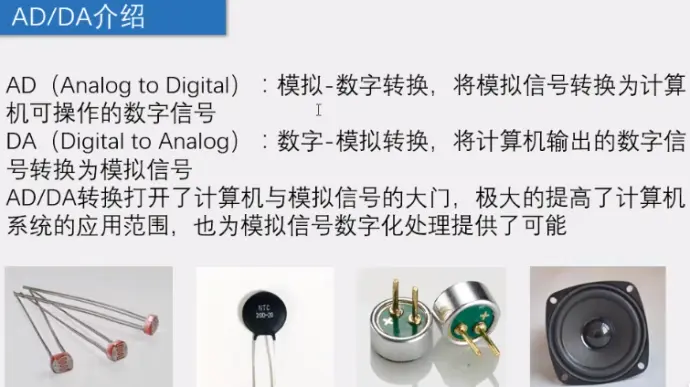 AD/DA介绍
AD（Analog to Digital）：模拟-数字转换，将模拟信号转换为计算
机可操作的数字信号
DA（Digital to Analog）：数字-模拟转换，将计算机输出的数字信
号转换为模拟信号
AD/DA转换打开了计算机与模拟信号的大门，极大的提高了计算机
系统的应用范围，也为模拟信号数字化处理提供了可能
NTC